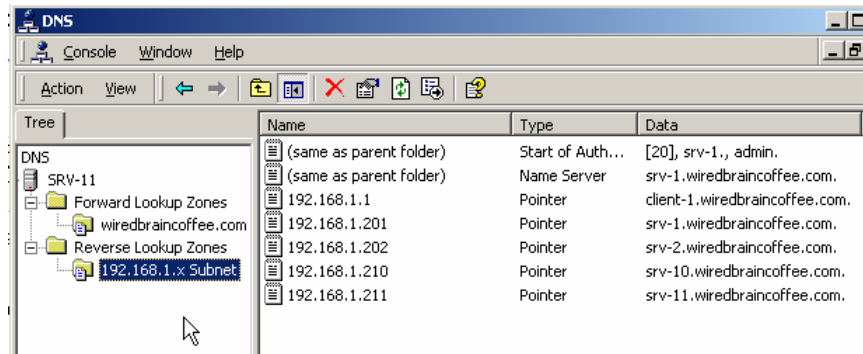 DNS
Console Window Help
Action View
Tree
DNS
SRV-11
Forward Lookup Zones
wiredbraincoffee.com
Reverse Lookup Zones
192.168.1.x Subnet
Name Type Data
(same as parent folder) Start of Auth... [20], srv-1., admin.
(same as parent folder) Name Server srv-1.wiredbraincoffee.com.
192.168.1.1 Pointer client-1.wiredbraincoffee.com.
192.168.1.201 Pointer srv-1.wiredbraincoffee.com.
192.168.1.202 Pointer srv-2.wiredbraincoffee.com.
192.168.1.210 Pointer srv-10.wiredbraincoffee.com.
192.168.1.211 Pointer srv-11.wiredbraincoffee.com.